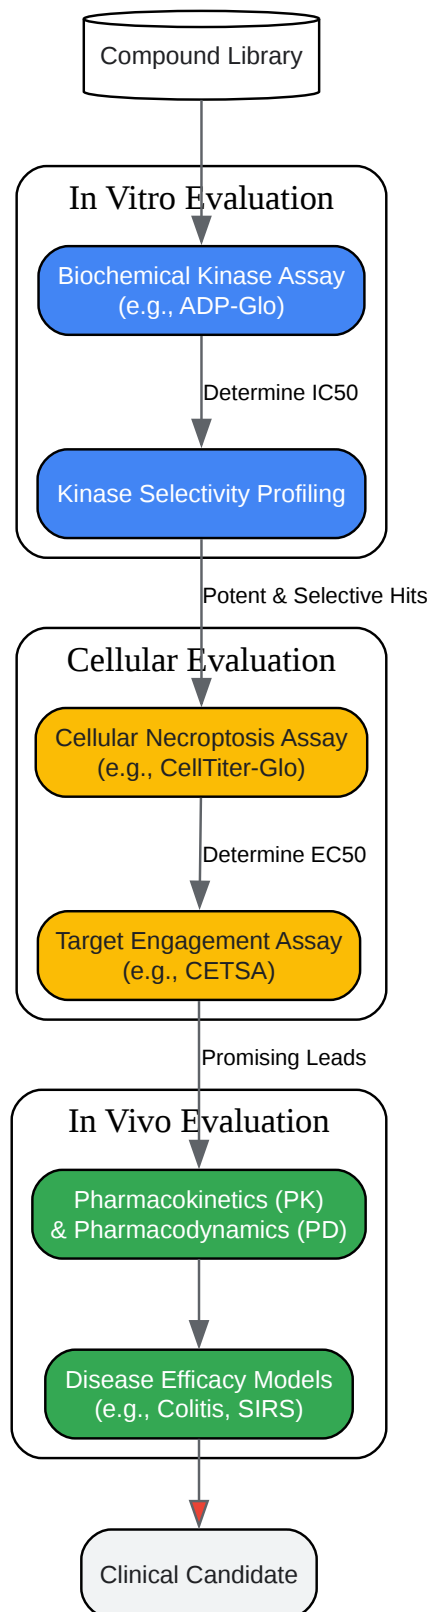 Compound Library
In Vitro Evaluation
Biochemical Kinase Assay
(e.g., ADP-Glo)
Determine IC50
Kinase Selectivity Profiling
Potent & Selective Hits
Cellular Evaluation
Cellular Necroptosis Assay
(e.g., CellTiter-Glo)
Determine EC50
Target Engagement Assay
(e.g., CETSA)
Promising Leads
In Vivo Evaluation
Pharmacokinetics (PK)
& Pharmacodynamics (PD)
Disease Efficacy Models
(e.g., Colitis, SIRS)
Clinical Candidate